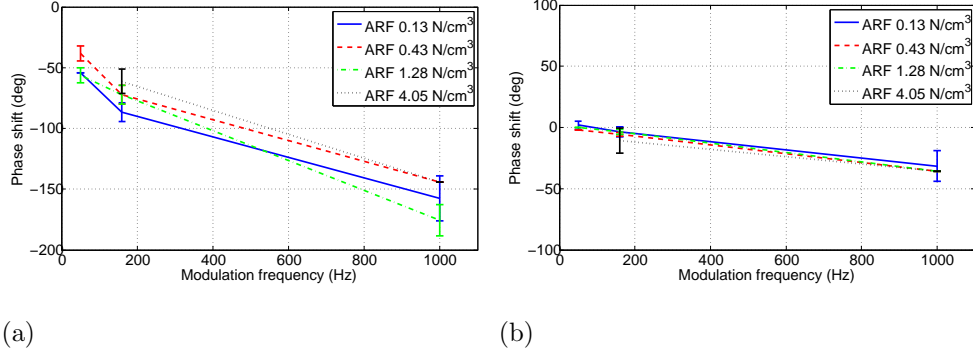 0
−50
−100
−150
−200
0 200 400 600 800 1000
Modulation frequency (Hz)
Phase shift (deg)
ARF 0.13 N/cm³
ARF 0.43 N/cm³
ARF 1.28 N/cm³
ARF 4.05 N/cm³
(a)
100
50
0
−50
−100
0 200 400 600 800 1000
Modulation frequency (Hz)
Phase shift (deg)
ARF 0.13 N/cm³
ARF 0.43 N/cm³
ARF 1.28 N/cm³
ARF 4.05 N/cm³
(b)